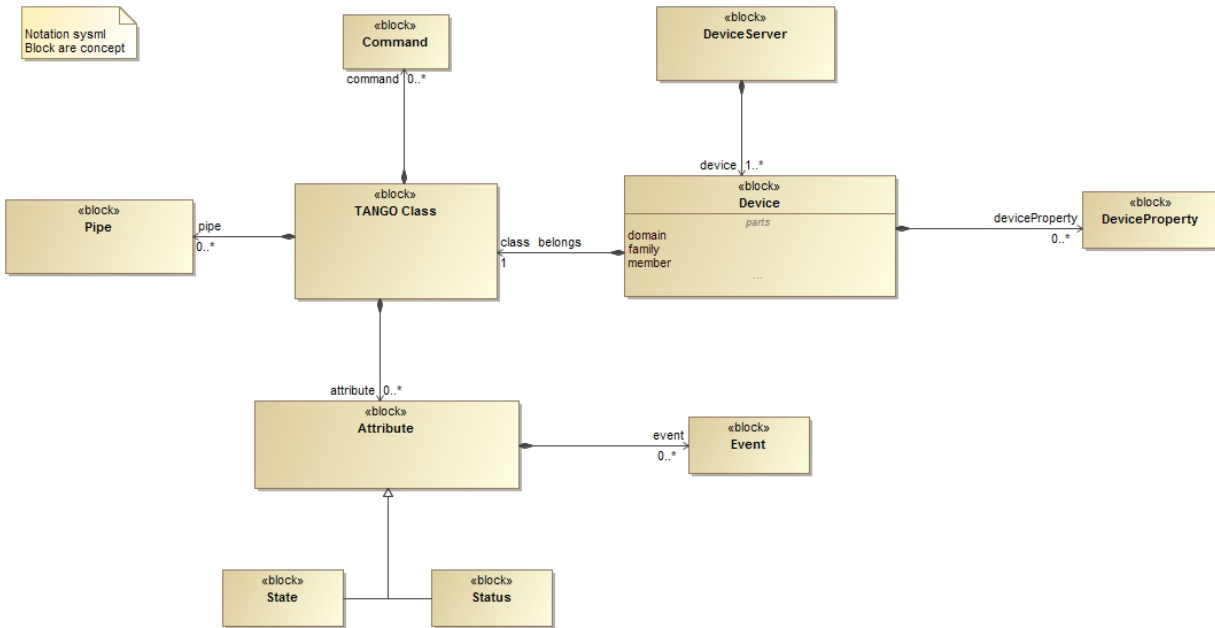 Notation sysml
Block are concept
«block»
Command
command 0..*
«block»
DeviceServer
device 1..*
«block»
Pipe
pipe
0..*
«block»
TANGO Class
class belongs
1
«block»
Device
parts
domain
family
member
...
deviceProperty
0..*
«block»
DeviceProperty
attribute 0..*
«block»
Attribute
event
0..*
«block»
Event
«block»
State
«block»
Status